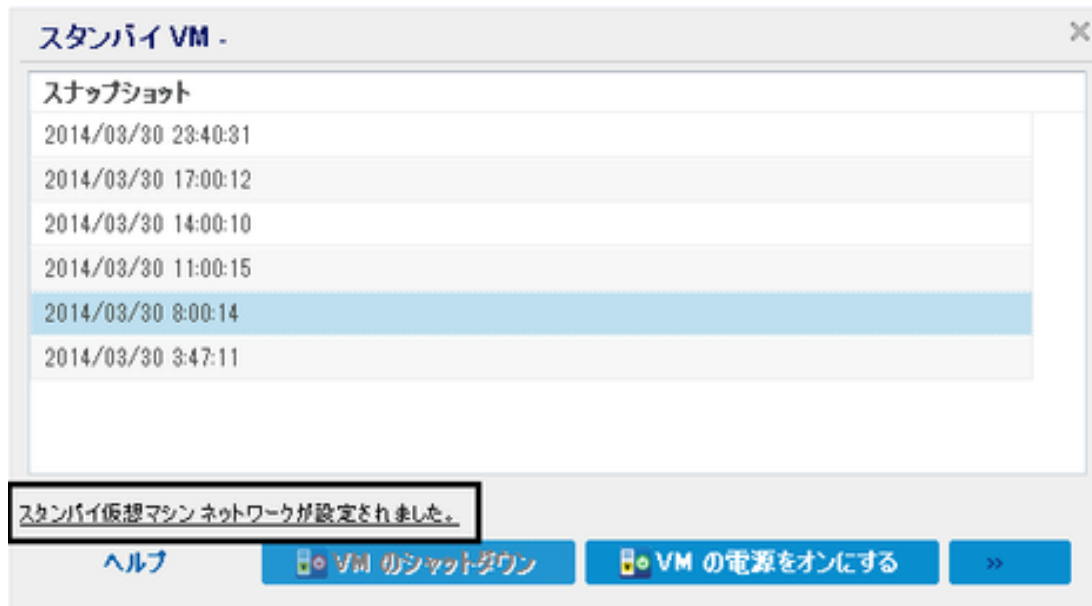 スタンバイ VM -
スナップショット
2014/03/30 23:40:31
2014/03/30 17:00:12
2014/03/30 14:00:10
2014/03/30 11:00:15
2014/03/30 8:00:14
2014/03/30 3:47:11
スタンバイ仮想マシン ネットワークが設定されました。
ヘルプ VM のシャットダウン VM の電源をオンにする »